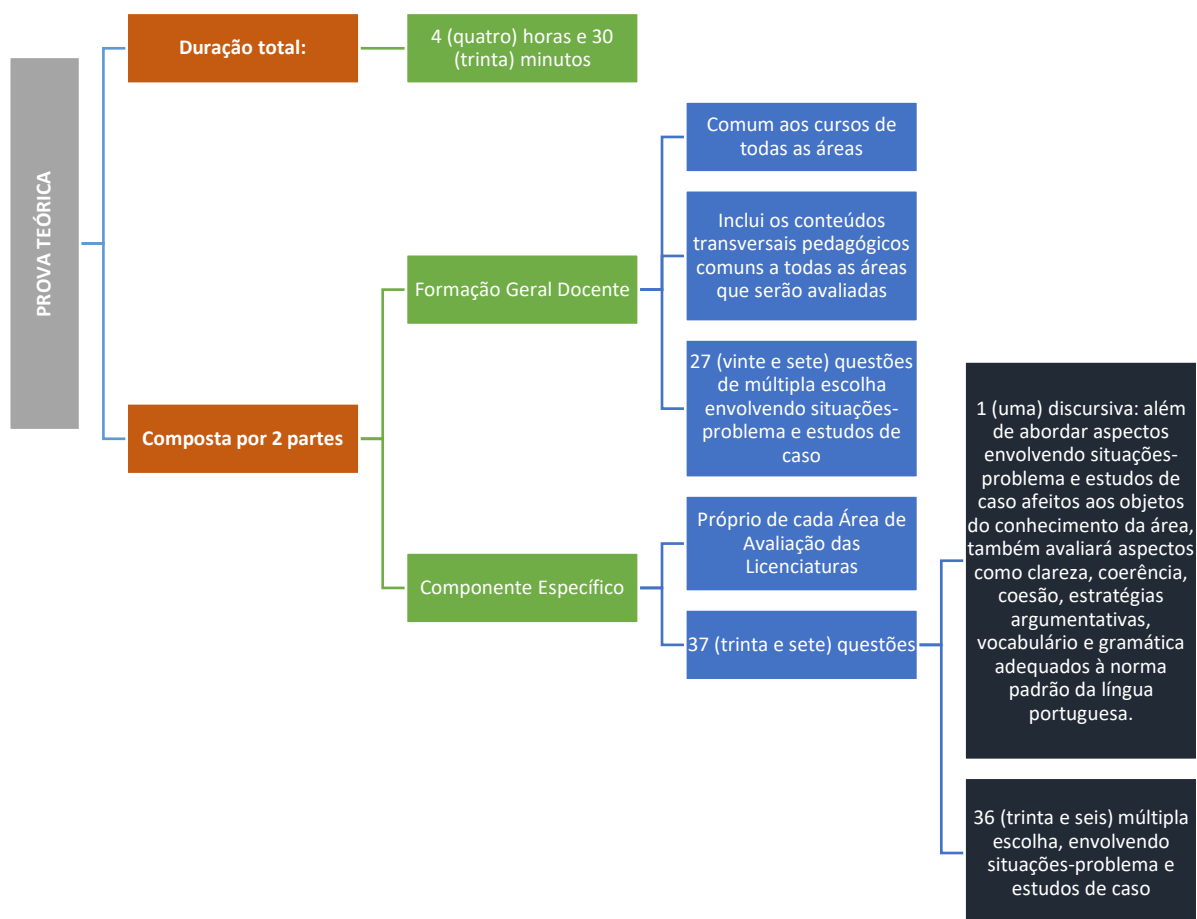 PROVA TEÓRICA
Duração total:
4 (quatro) horas e 30
(trinta) minutos
Composta por 2 partes
Formação Geral Docente
Comum aos cursos de
todas as áreas
Inclui os conteúdos
transversais pedagógicos
comuns a todas as áreas
que serão avaliadas
27 (vinte e sete) questões
de múltipla escolha
envolvendo situações-
problema e estudos de
caso
Componente Específico
Próprio de cada Área de
Avaliação das
Licenciaturas
37 (trinta e sete) questões
1 (uma) discursiva: além
de abordar aspectos
envolvendo situações-
problema e estudos de
caso afeitos aos objetos
do conhecimento da área,
também avaliará aspectos
como clareza, coerência,
coesão, estratégias
argumentativas,
vocabulário e gramática
adequados à norma
padrão da língua
portuguesa.
36 (trinta e seis) múltipla
escolha, envolvendo
situações-problema e
estudos de caso